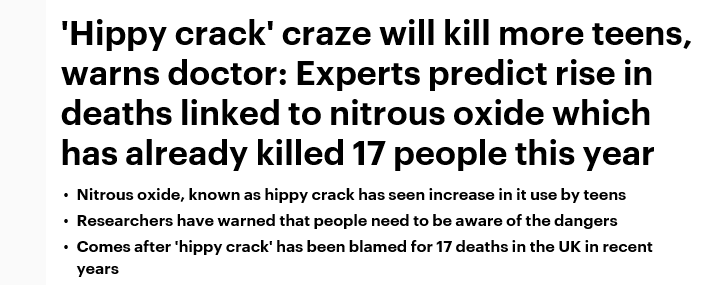 'Hippy crack' craze will kill more teens,
warns doctor: Experts predict rise in
deaths linked to nitrous oxide which
has already killed 17 people this year
• Nitrous oxide, known as hippy crack has seen increase in it use by teens
• Researchers have warned that people need to be aware of the dangers
• Comes after 'hippy crack' has been blamed for 17 deaths in the UK in recent
years